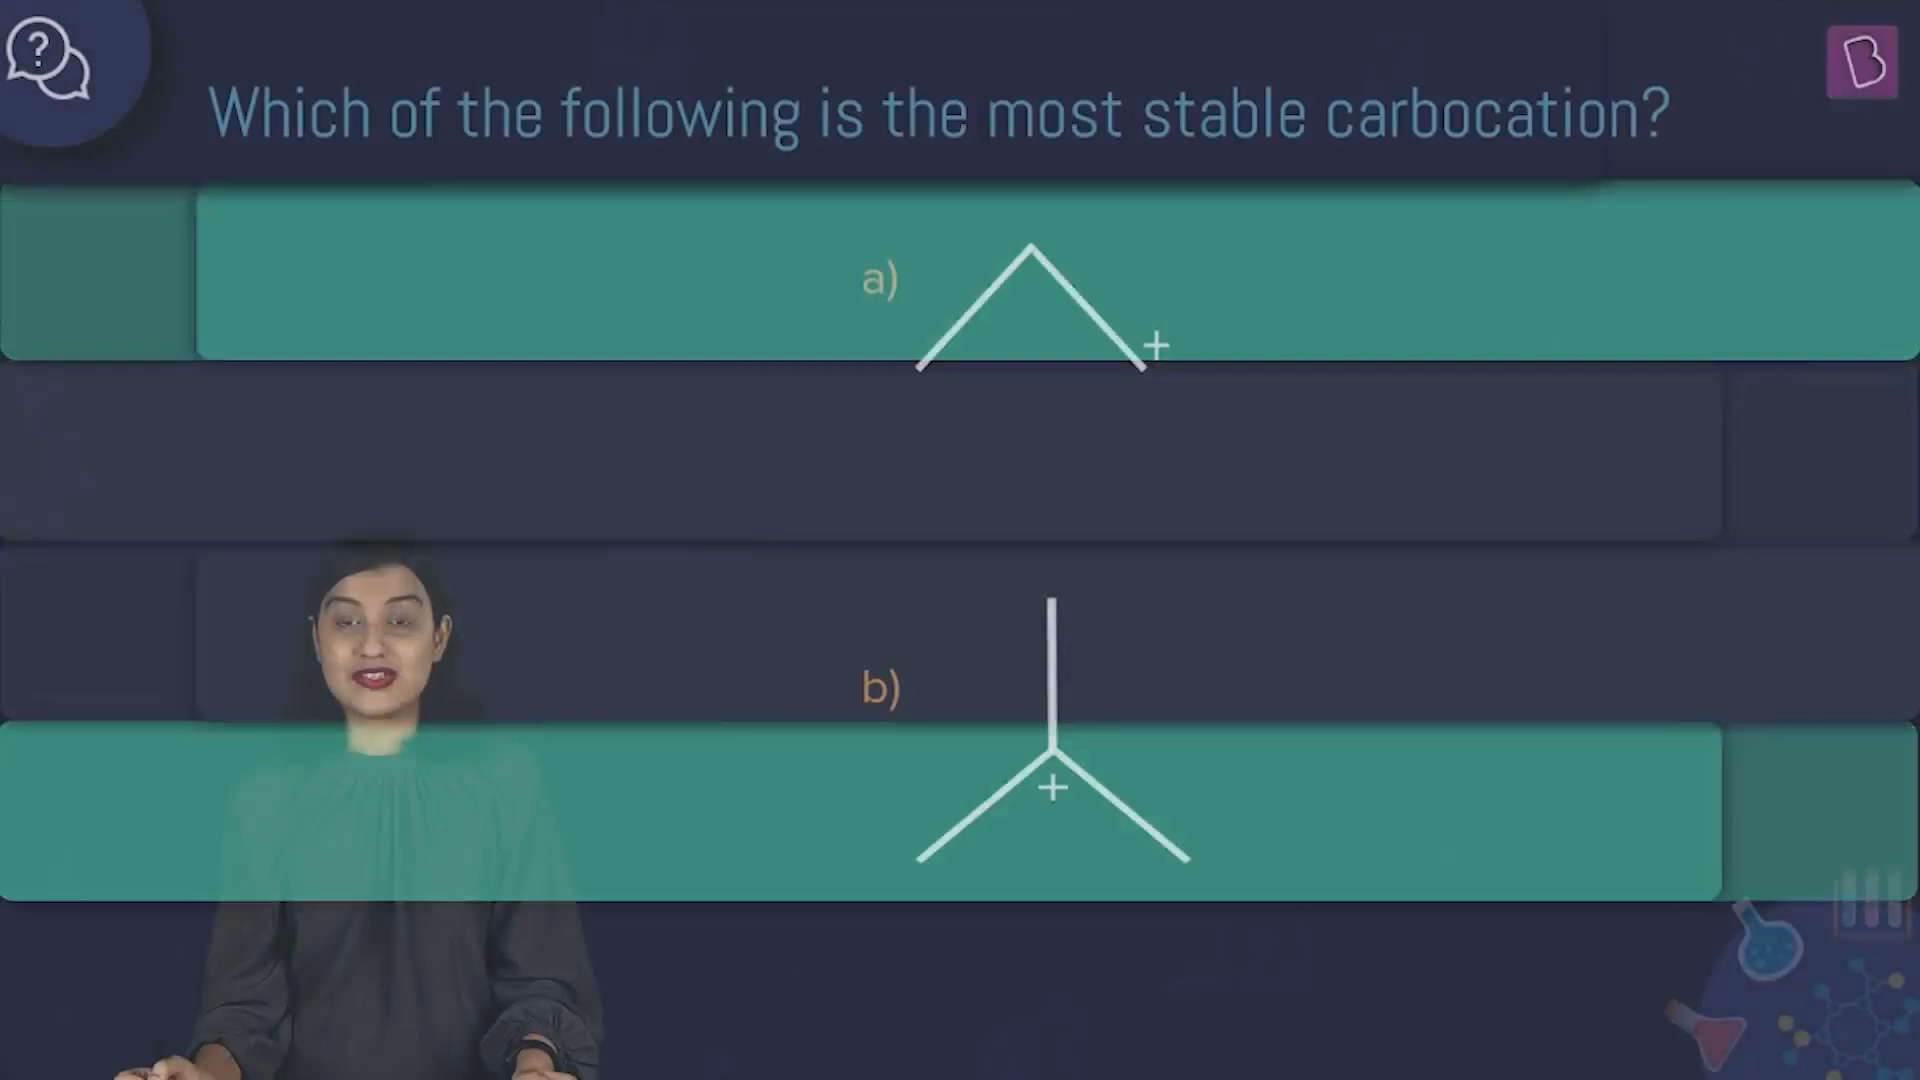 ?
Which of the following is the most stable carbocation?
B
a)
+
b)
+